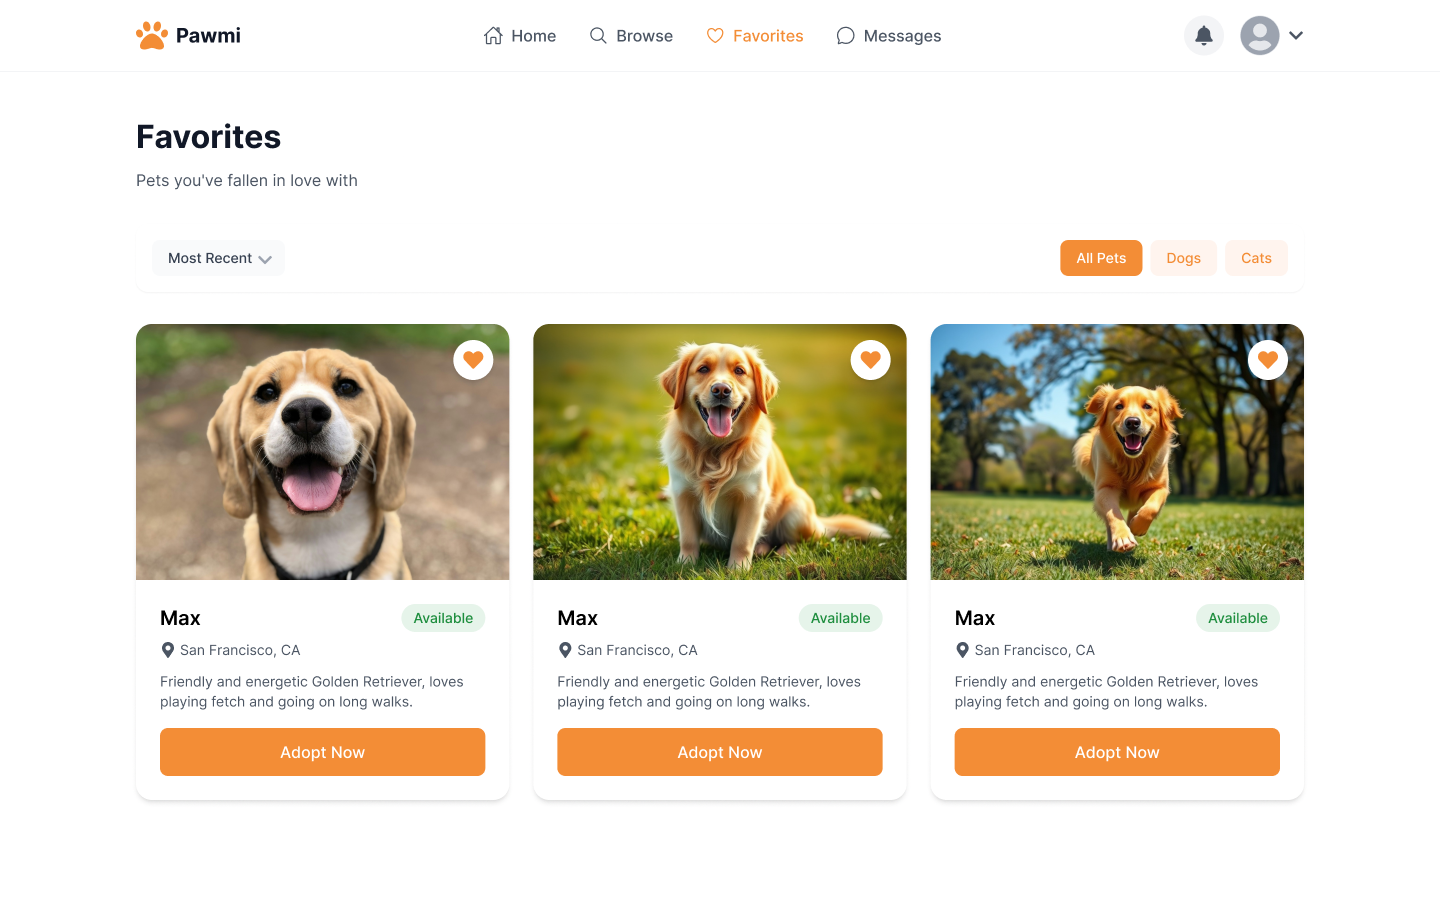 Pawmi
Home
Browse
Favorites
Messages
Favorites
Pets you've fallen in love with
Most Recent
All Pets
Dogs
Cats
Max
Available
San Francisco, CA
Friendly and energetic Golden Retriever, loves
playing fetch and going on long walks.
Adopt Now
Max
Available
San Francisco, CA
Friendly and energetic Golden Retriever, loves
playing fetch and going on long walks.
Adopt Now
Max
Available
San Francisco, CA
Friendly and energetic Golden Retriever, loves
playing fetch and going on long walks.
Adopt Now